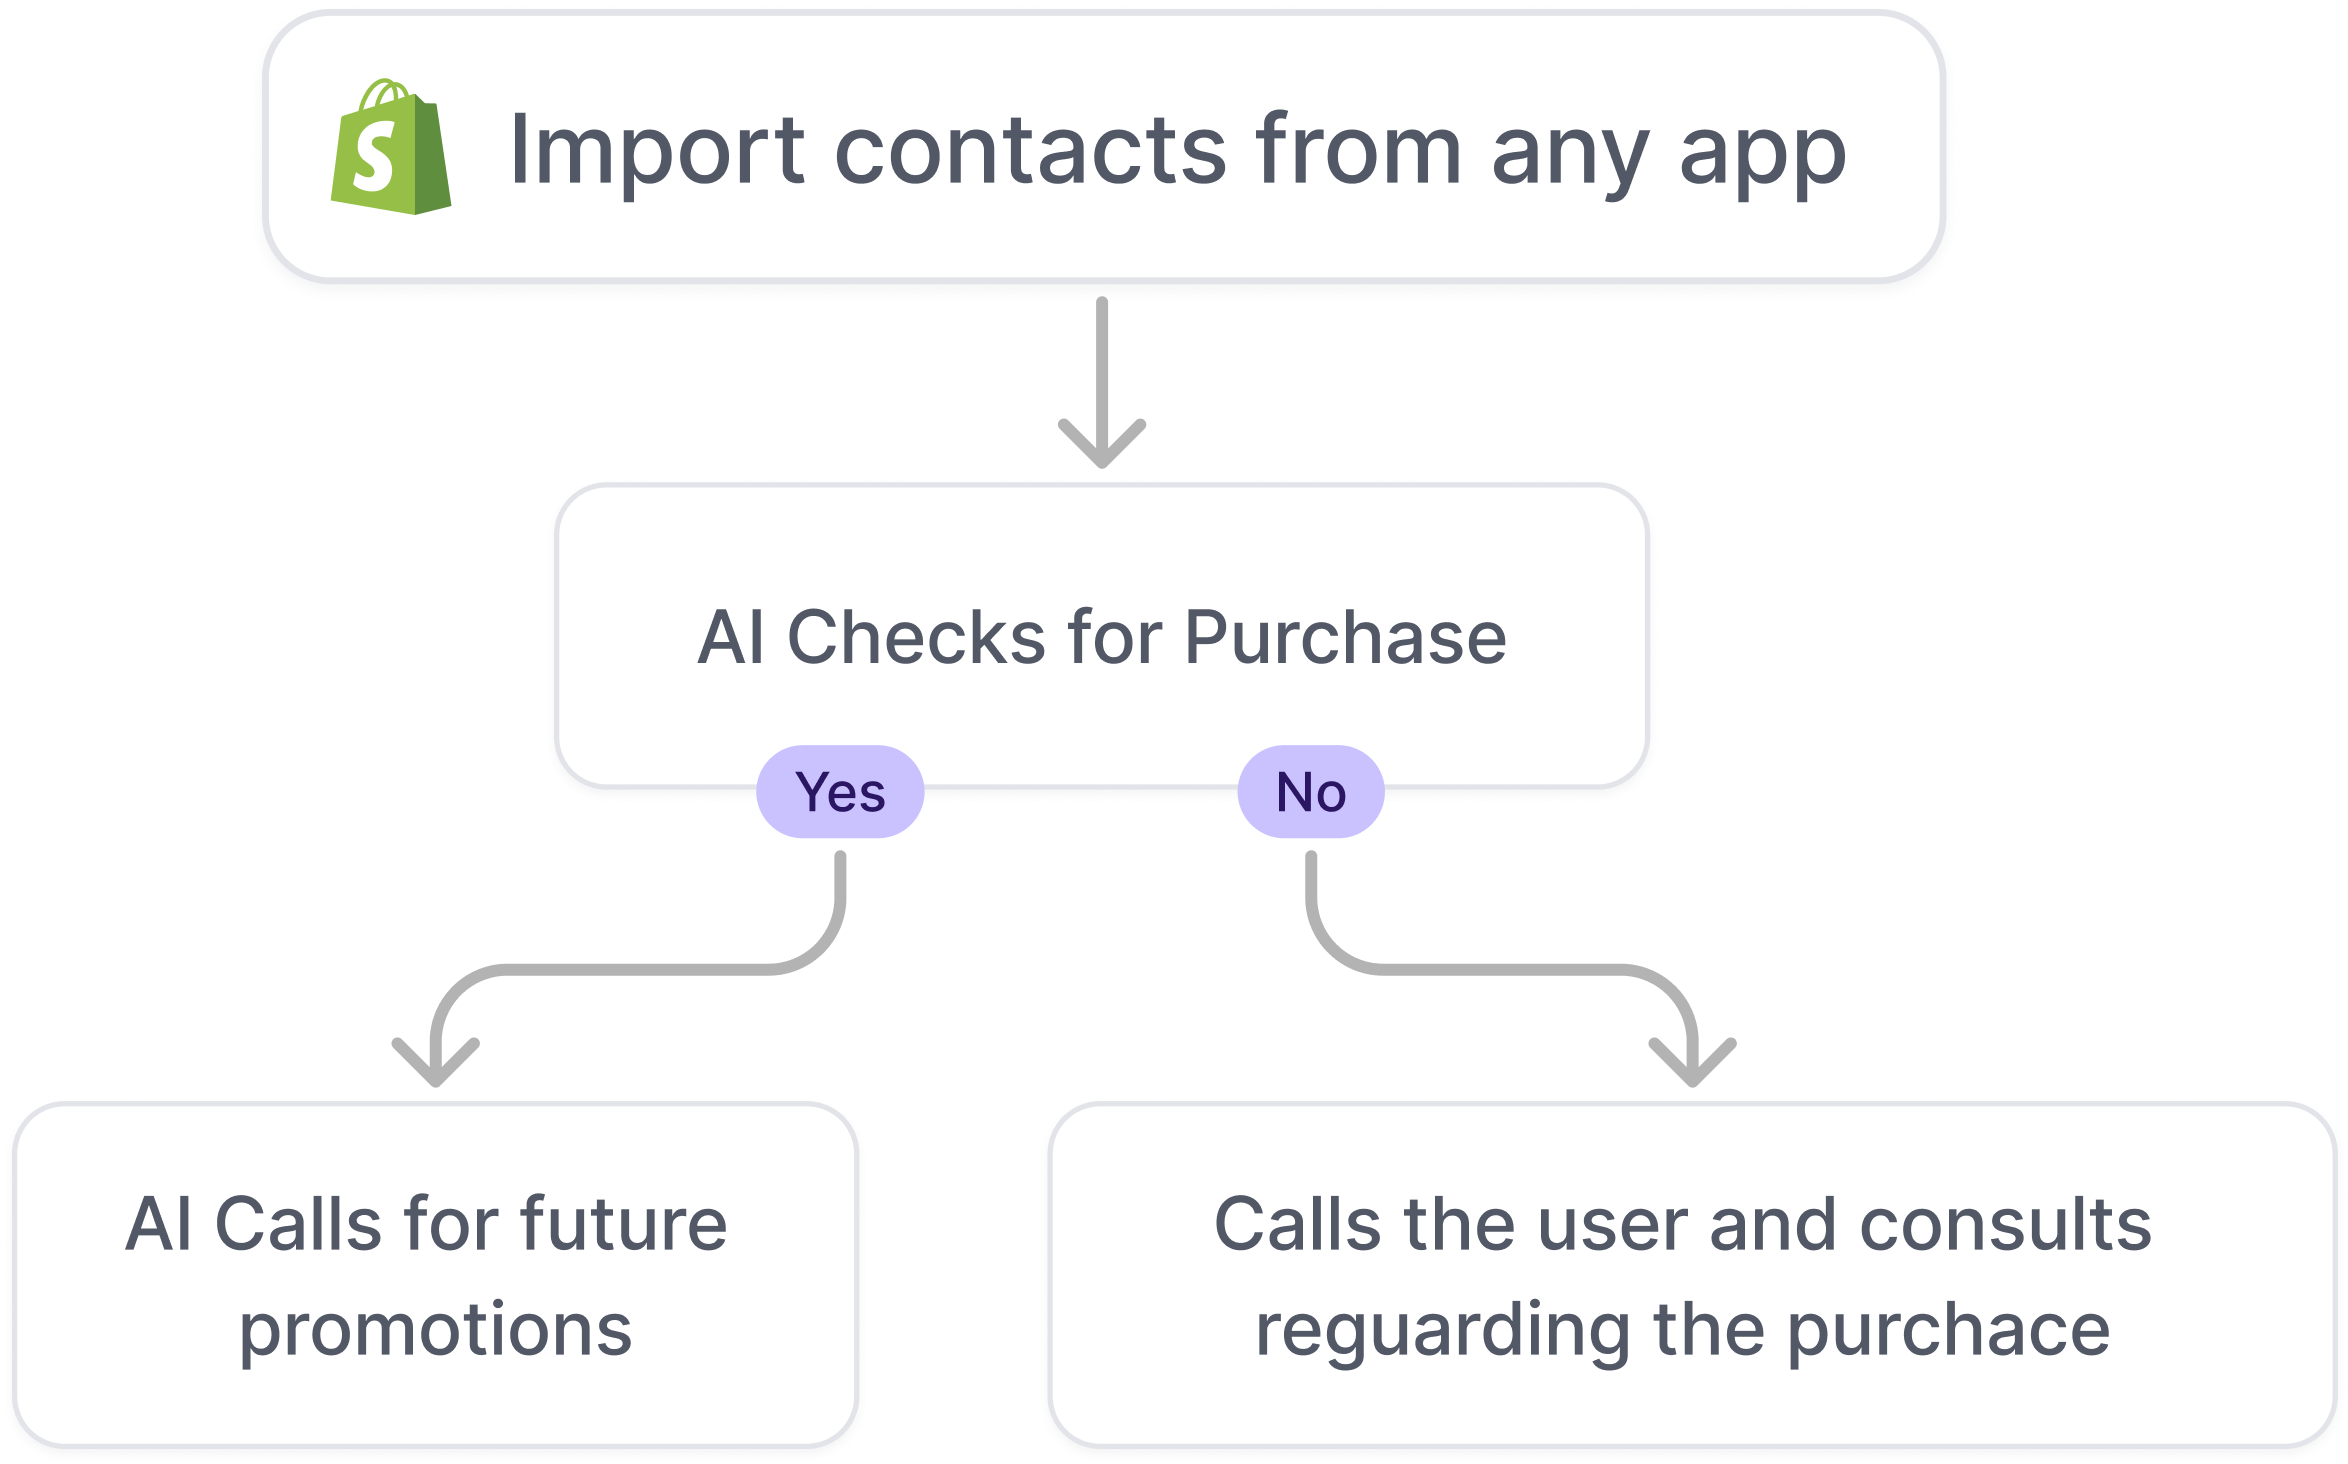 Import contacts from any app
AI Checks for Purchase
Yes
No
AI Calls for future
promotions
Calls the user and consults
reguarding the purchace